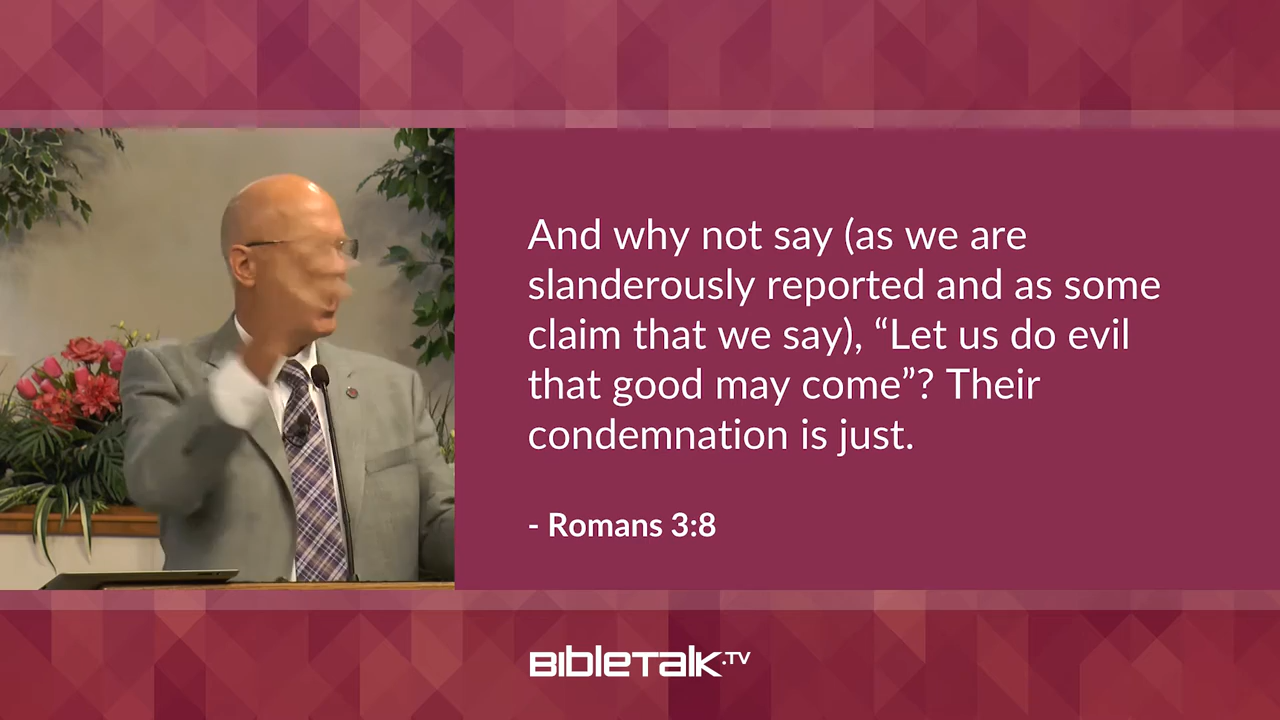 And why not say (as we are
slanderously reported and as some
claim that we say), “Let us do evil
that good may come”? Their
condemnation is just.
- Romans 3:8
BibleTalk.TV